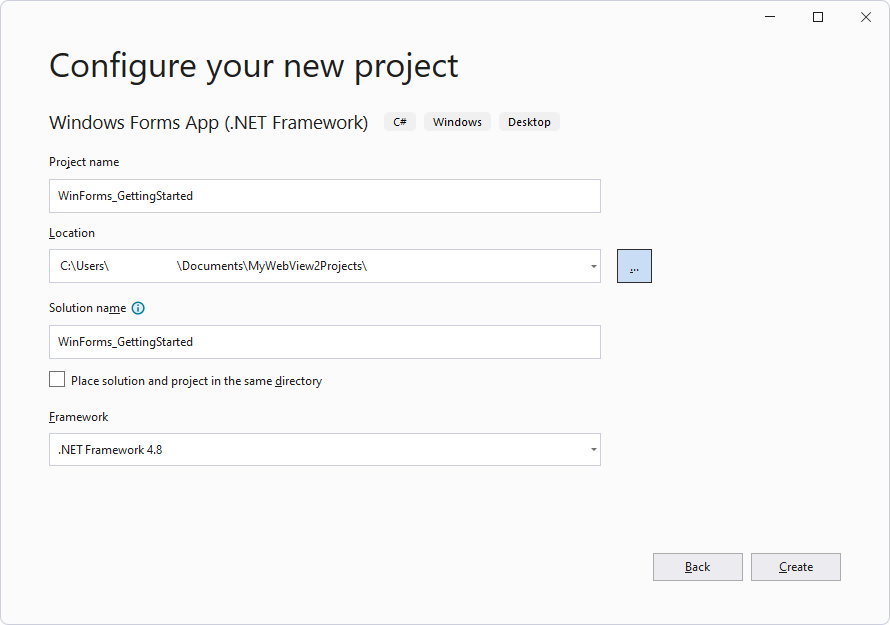 Configure your new project
Windows Forms App (.NET Framework) C# Windows Desktop
Project name
WinForms_GettingStarted
Location
C:\Users\ \Documents\MyWebView2Projects\
...
Solution name
WinForms_GettingStarted
Place solution and project in the same directory
Framework
.NET Framework 4.8
Back Create